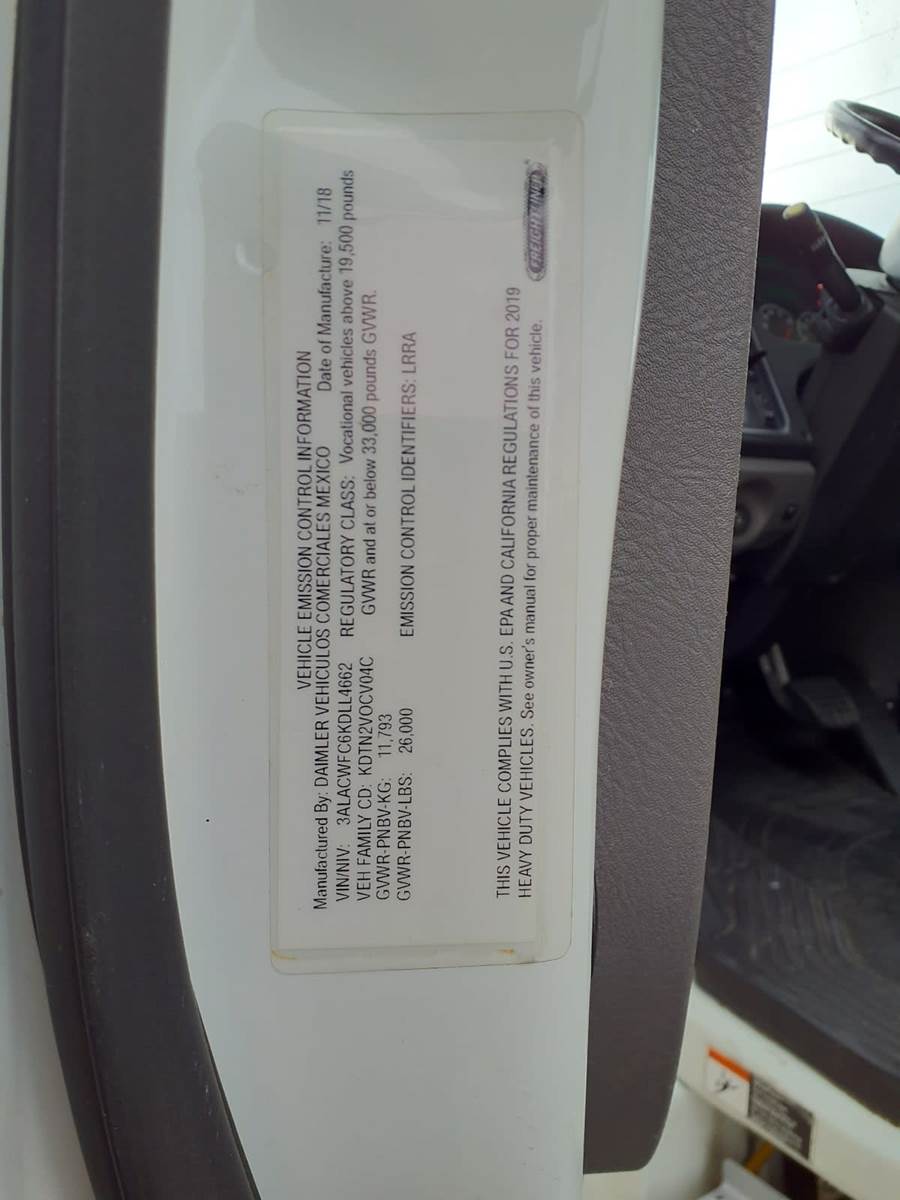 VEHICLE EMISSION CONTROL INFORMATION
Manufactured By: DAIMLER VEHICULOS COMERCIALES MEXICO Date of Manufacture: 11/18
VIN/NIV: 3ALACWFC6KDLL4662 REGULATORY CLASS: Vocational vehicles above 19,500 pounds
VEH FAMILY CD: KDTN2VOCV04C GVWR and at or below 33,000 pounds GVWR.
GVWR-PNBV-KG: 11,793
GVWR-PNBV-LBS: 26,000 EMISSION CONTROL IDENTIFIERS: LRRA
THIS VEHICLE COMPLIES WITH U.S. EPA AND CALIFORNIA REGULATIONS FOR 2019
HEAVY DUTY VEHICLES. See owner's manual for proper maintenance of this vehicle.
FREIGHTLINER